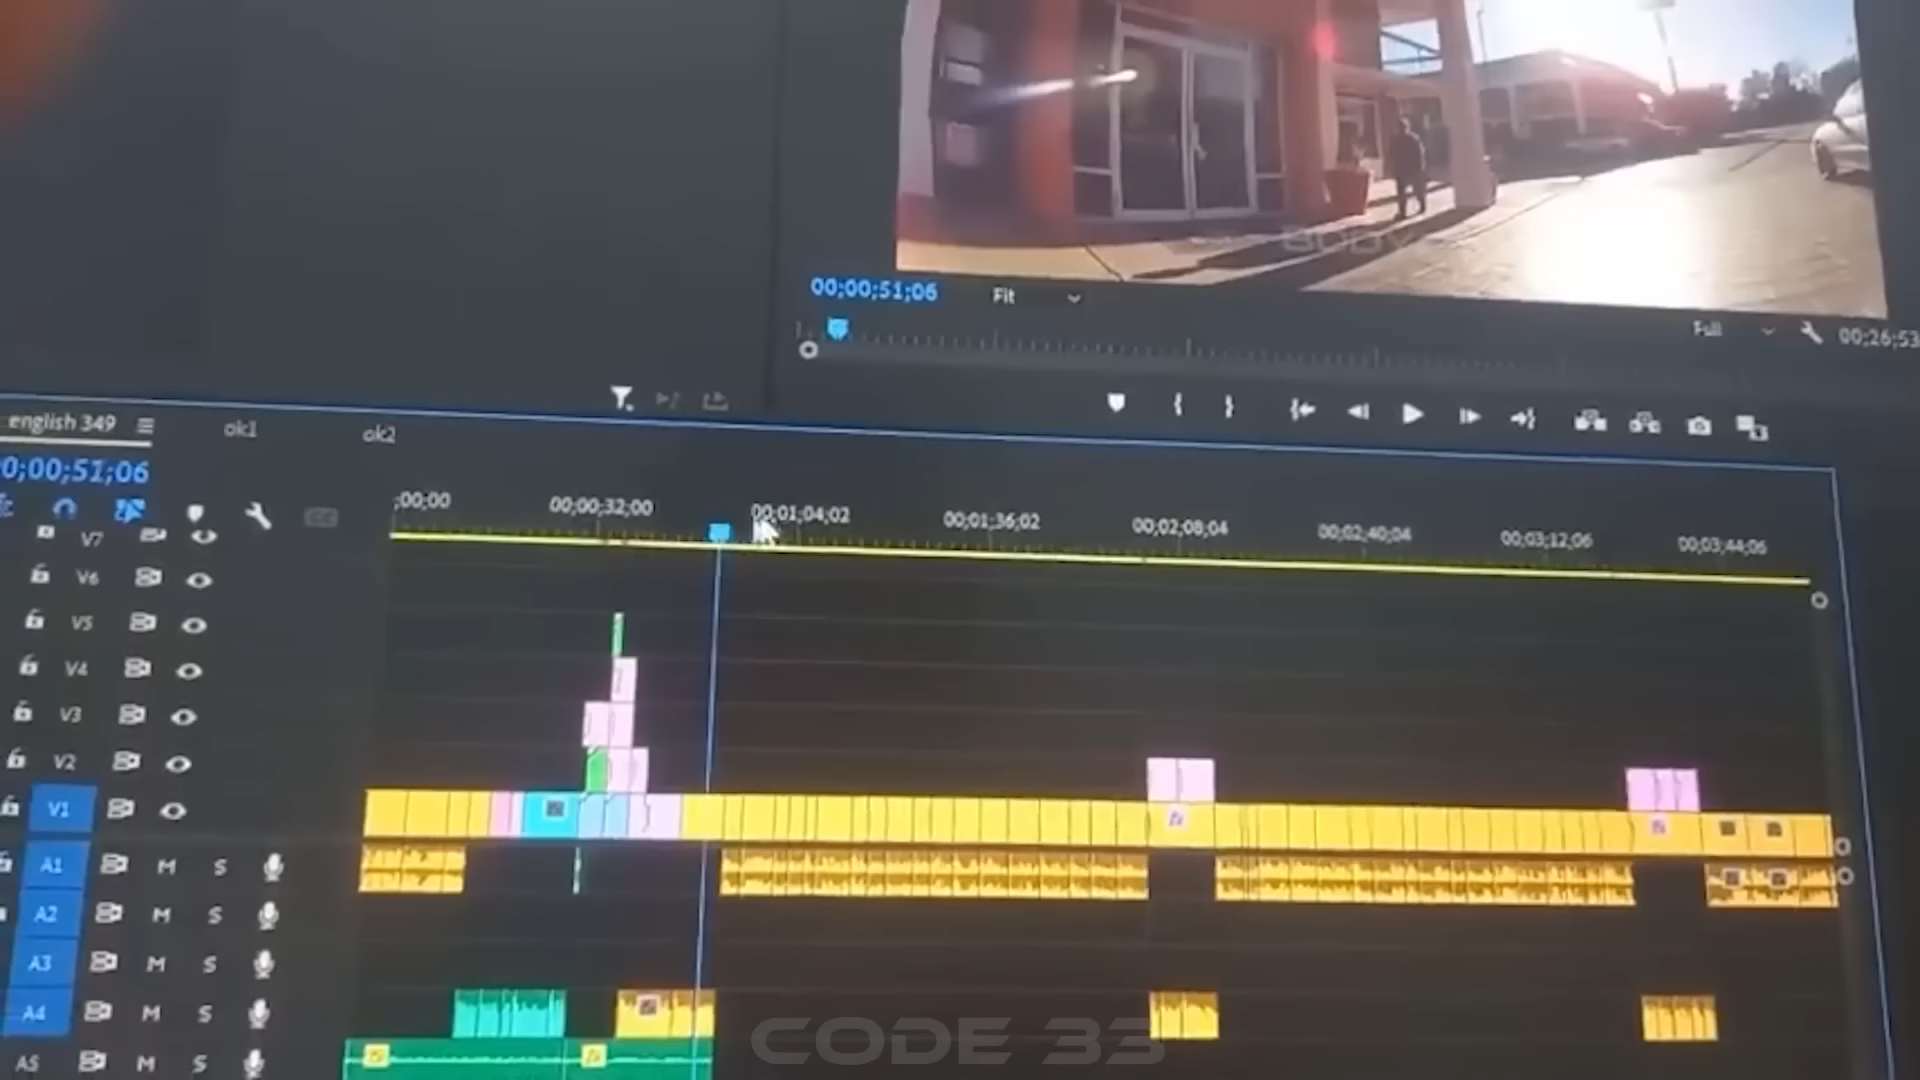 BODY
00;00;51;06 Fit
Full 00;26;53
english 349 ok1 ok2
0;00;51;06
;00;00 00;00;32;00 00;01;04;02 00;01;36;02 00;02;08;04 00;02;40;04 00;03;12;06 00;03;44;06
V7
V6
V5
V4
V3
V2
V1
A1 M S
A2 M S
A3 M S
A4 M S
A5 M S
CODE 33